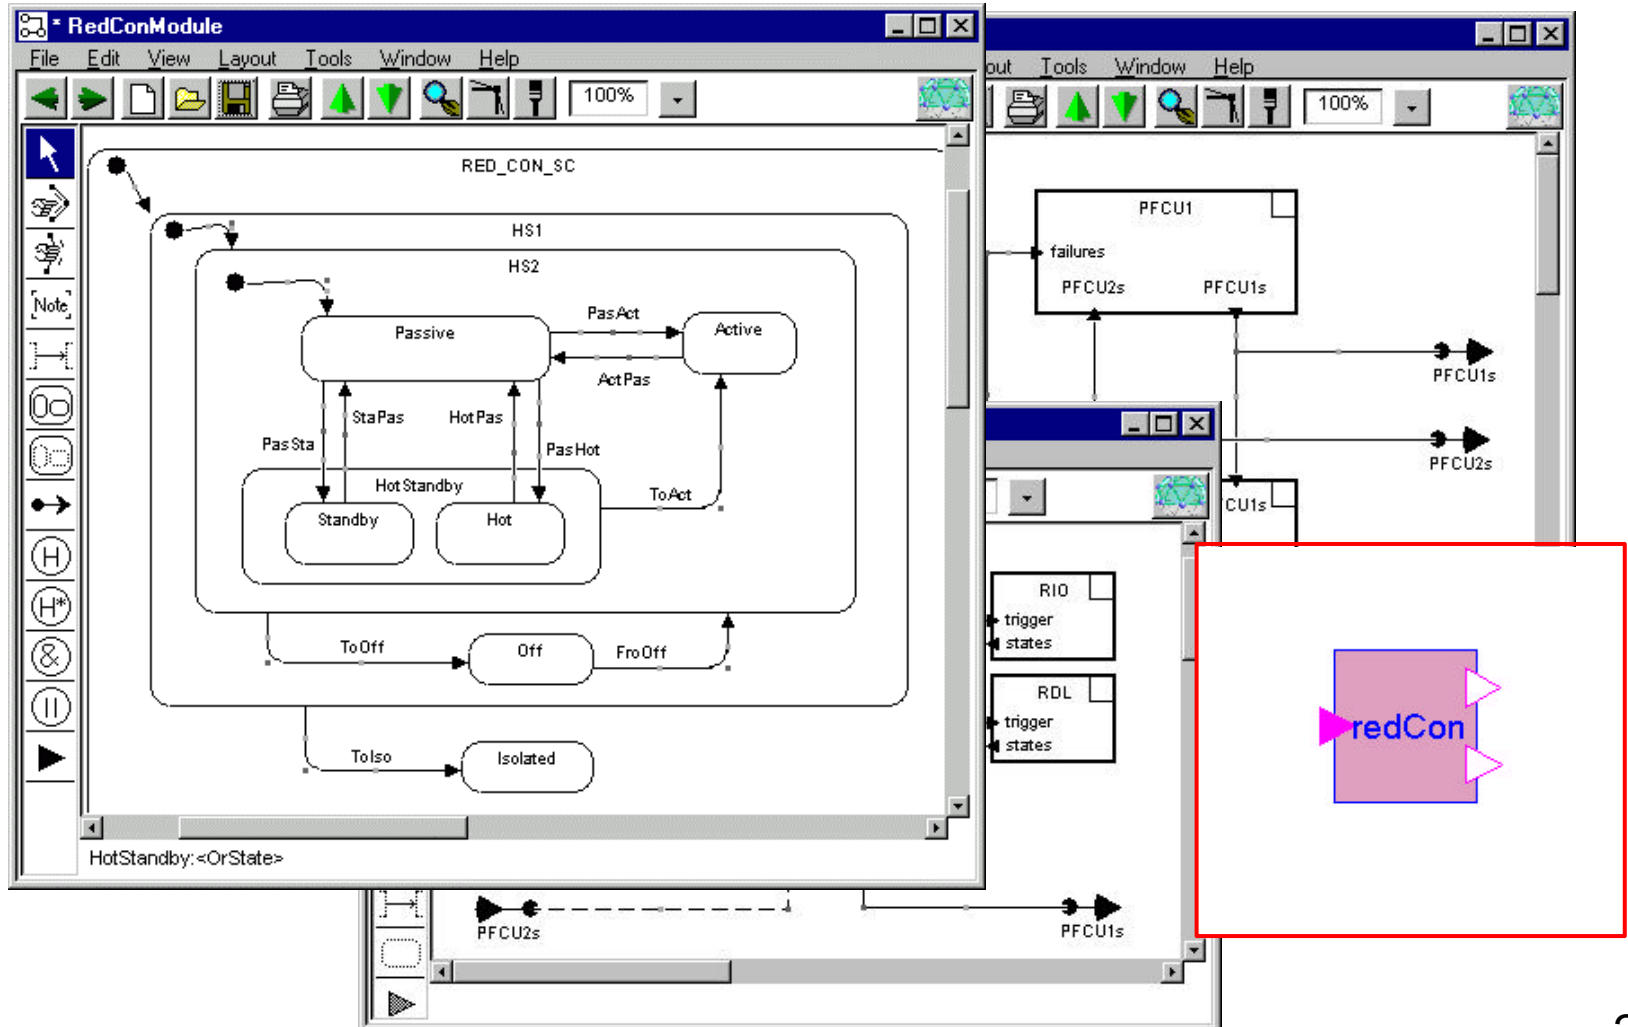 * RedConModule
File Edit View Layout Tools Window Help
100%
RED_CON_SC
HS1
HS2
Passive
PasAct
Active
ActPas
StaPas
HotPas
PasSta
PasHot
HotStandby
ToAct
Standby
Hot
ToOff
Off
FroOff
ToIso
Isolated
[Note]
H
H*
&
HotStandby:<OrState>
out Tools Window Help
100%
PFCU1
failures
PFCU2s PFCU1s
PFCU1s
PFCU2s
CU1s
RIO
trigger
states
RDL
trigger
states
PFCU2s
PFCU1s
redCon